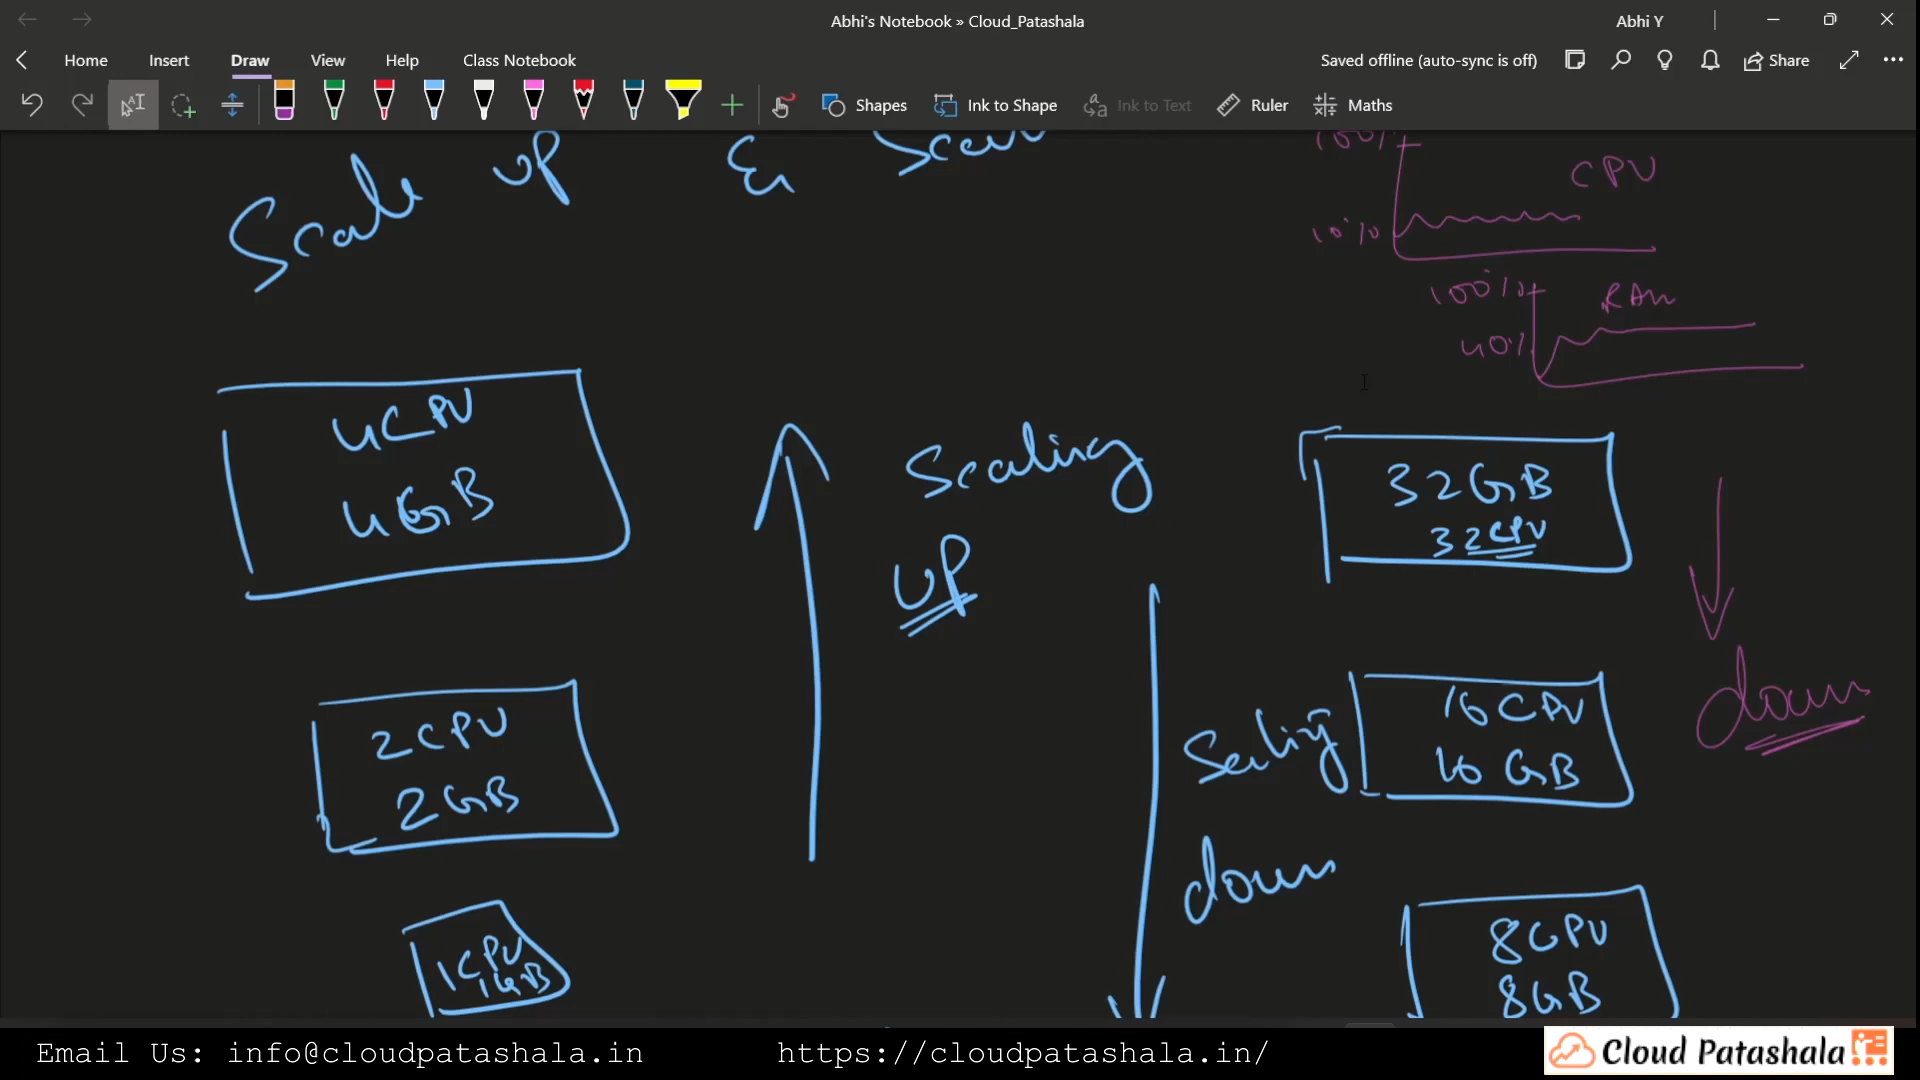 Abhi's Notebook » Cloud_Patashala
Abhi Y
Home Insert Draw View Help Class Notebook
Saved offline (auto-sync is off) Share
Shapes Ink to Shape Ink to Text Ruler Maths
Scale UP &
100%
CPU
10%
100%
RAM
40%
4CPU
4GB
Scaling
UP
32GB
32CPU
2CPU
2GB
Scaling
down
16CPU
16GB
down
1CPU
1GB
8CPU
8GB
Email Us: info@cloudpatashala.in https://cloudpatashala.in/
Cloud Patashala